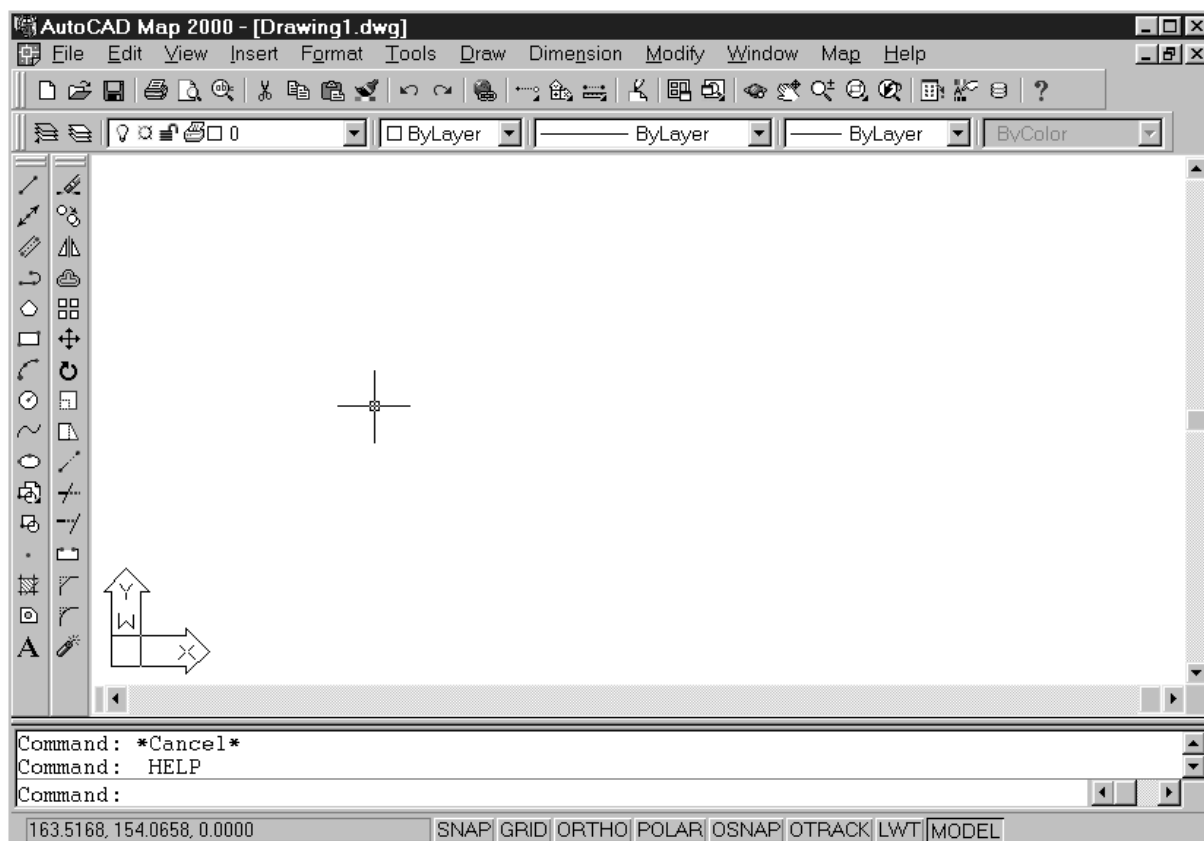 AutoCAD Map 2000 - [Drawing1.dwg]
File Edit View Insert Format Tools Draw Dimension Modify Window Map Help
?
0 ByLayer ByLayer ByLayer ByColor
A
Y
W
X
Command: *Cancel*
Command: HELP
Command:
163.5168, 154.0658, 0.0000 SNAP GRID ORTHO POLAR OSNAP OTRACK LWT MODEL